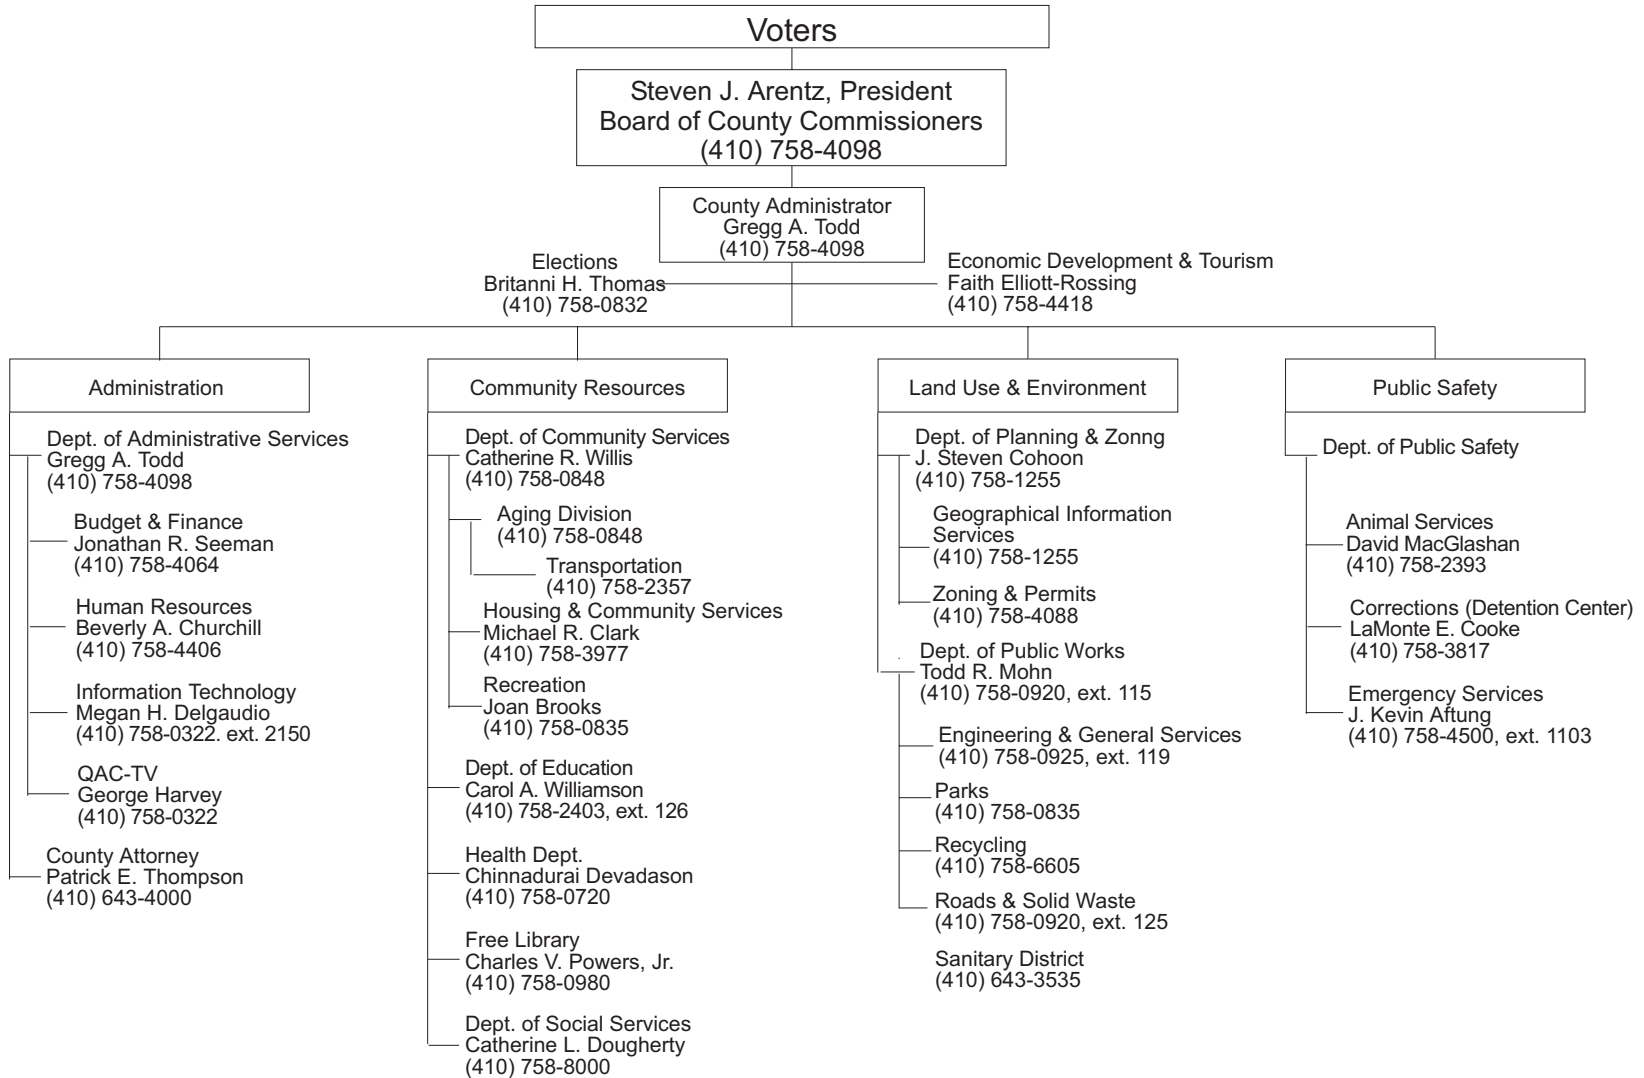 Voters
Steven J. Arentz, President
Board of County Commissioners
(410) 758-4098
County Administrator
Gregg A. Todd
(410) 758-4098
Elections
Britanni H. Thomas
(410) 758-0832
Economic Development & Tourism
Faith Elliott-Rossing
(410) 758-4418
Administration
Dept. of Administrative Services
Gregg A. Todd
(410) 758-4098
Budget & Finance
Jonathan R. Seeman
(410) 758-4064
Human Resources
Beverly A. Churchill
(410) 758-4406
Information Technology
Megan H. Delgaudio
(410) 758-0322. ext. 2150
QAC-TV
George Harvey
(410) 758-0322
County Attorney
Patrick E. Thompson
(410) 643-4000
Community Resources
Dept. of Community Services
Catherine R. Willis
(410) 758-0848
Aging Division
(410) 758-0848
Transportation
(410) 758-2357
Housing & Community Services
Michael R. Clark
(410) 758-3977
Recreation
Joan Brooks
(410) 758-0835
Dept. of Education
Carol A. Williamson
(410) 758-2403, ext. 126
Health Dept.
Chinnadurai Devadason
(410) 758-0720
Free Library
Charles V. Powers, Jr.
(410) 758-0980
Dept. of Social Services
Catherine L. Dougherty
(410) 758-8000
Land Use & Environment
Dept. of Planning & Zonng
J. Steven Cohoon
(410) 758-1255
Geographical Information
Services
(410) 758-1255
Zoning & Permits
(410) 758-4088
Dept. of Public Works
Todd R. Mohn
(410) 758-0920, ext. 115
Engineering & General Services
(410) 758-0925, ext. 119
Parks
(410) 758-0835
Recycling
(410) 758-6605
Roads & Solid Waste
(410) 758-0920, ext. 125
Sanitary District
(410) 643-3535
Public Safety
Dept. of Public Safety
Animal Services
David MacGlashan
(410) 758-2393
Corrections (Detention Center)
LaMonte E. Cooke
(410) 758-3817
Emergency Services
J. Kevin Aftung
(410) 758-4500, ext. 1103